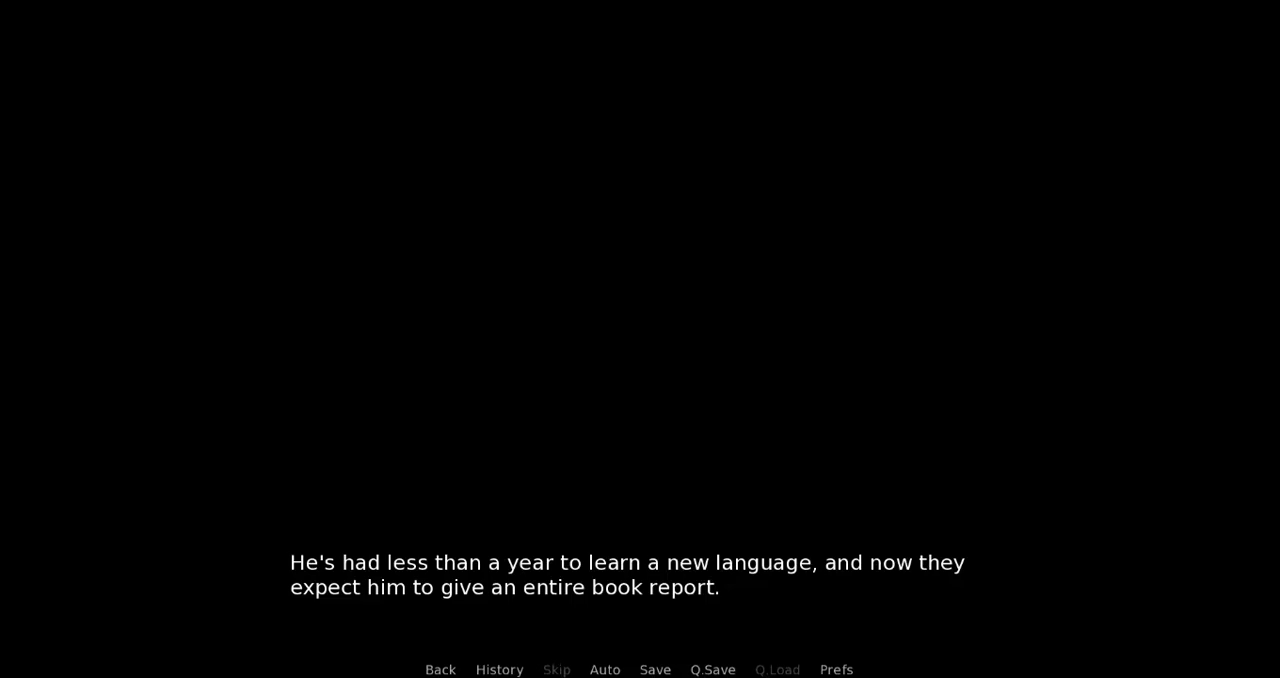 He's had less than a year to learn a new language, and now they
expect him to give an entire book report.
Back History Skip Auto Save Q.Save Q.Load Prefs